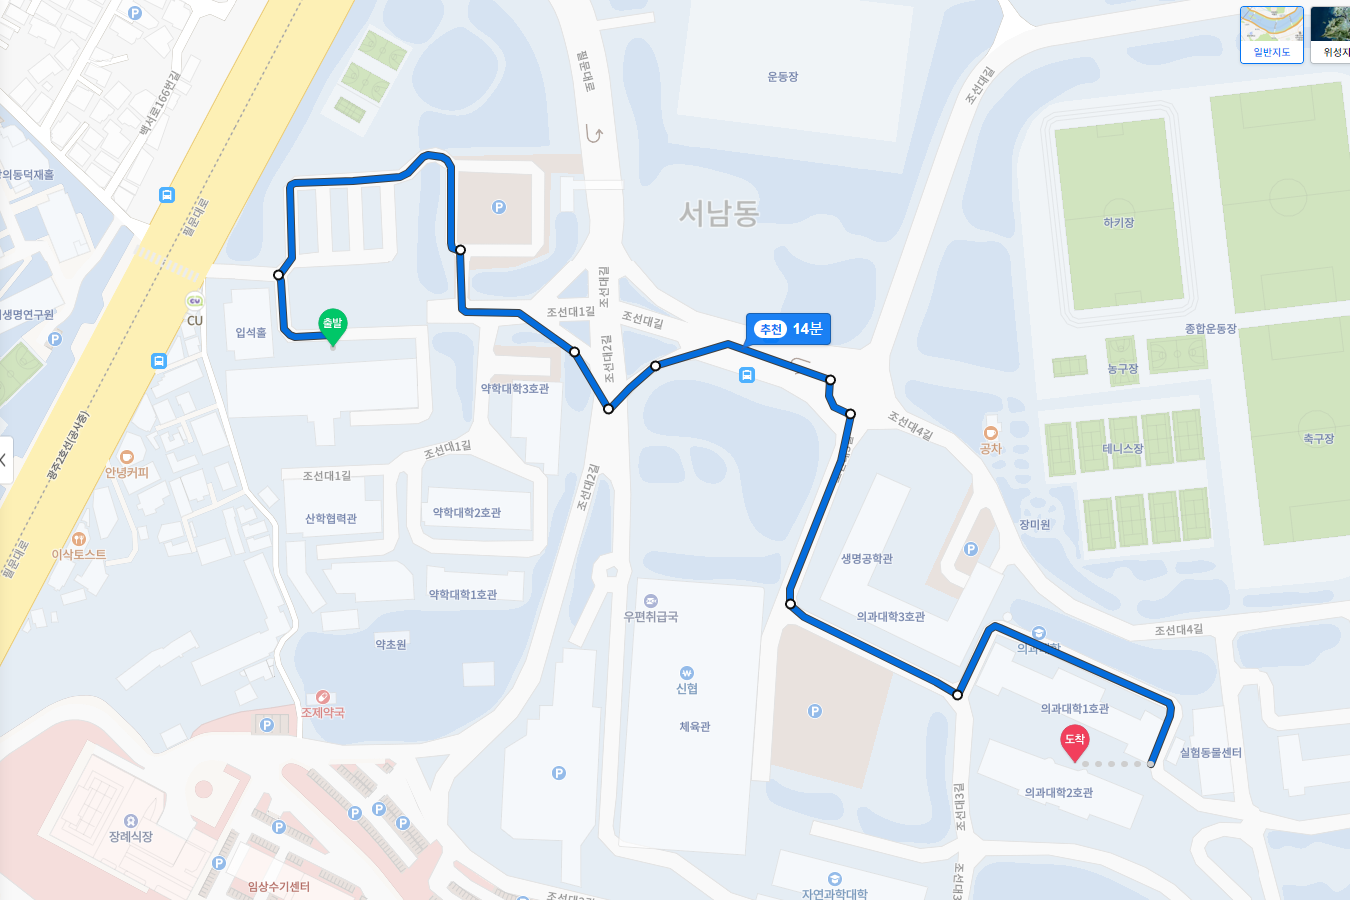 일반지도
위성지
P
백서로166번길
필문대로
조선대길
운동장
조선대길
서남동
의동덕재홀
P
하키장
조선대길
CU
입석홀
출발
조선대1길
조선대길
추천 14분
종합운동장
생명연구원
P
조선대2길
약학대학3호관
농구장
광주2호선(공사중)
조선대4길
공차
테니스장
축구장
안녕커피
조선대1길
조선대1길
조선대2길
산학협력관
약학대학2호관
장미원
이삭토스트
필문대로
P
생명공학관
약학대학1호관
우편취급국
의과대학3호관
조선대4길
약초원
의과대학
신협
조제약국
P
체육관
P
의과대학1호관
도착
실험동물센터
P
의과대학2호관
조선대3길
장례식장
P
P
P
P
P
임상수기센터
자연과학대학